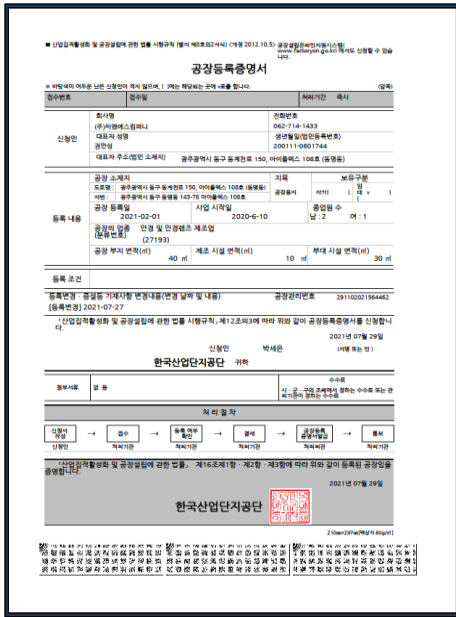 ■ 산업집적활성화 및 공장설립에 관한 법률 시행규칙 [별지 제8호의2서식] <개정 2012.10.5> 공장설립온라인지원시스템(
www.factoryon.go.kr) 에서도 신청할 수 있습
니다.
공장등록증명서
※ 바탕색이 어두운 난은 신청인이 적지 않으며, [ ]에는 해당되는 곳에 v표를 합니다. (앞쪽)
접수번호 접수일 처리기간 즉시
신청인
회사명 전화번호
(주)씨엔에스컴퍼니 062-714-1433
대표자 성명 생년월일(법인등록번호)
권안성 200111-0601744
대표자 주소(법인 소재지) 광주광역시 동구 동계천로 150, 아이플렉스 108호 (동명동)
등록 내용
공장 소재지 지목 보유구분
도로명 : 광주광역시 동구 동계천로 150, 아이플렉스 108호 (동명동) 공장용지 자가[ ] 임대[ v ]
지번 : 광주광역시 동구 동명동 143-78 아이플렉스 108호
공장 등록일 사업 시작일 종업원 수
2021-02-01 2020-6-10 남 : 2 여 : 1
공장의 업종 안경 및 안경렌즈 제조업
(분류번호) (27193)
공장 부지 면적(㎡) 제조 시설 면적(㎡) 부대 시설 면적(㎡)
40 ㎡ 10 ㎡ 30 ㎡
등록 조건
등록변경ㆍ증설등 기재사항 변경내용(변경 날짜 및 내용) 공장관리번호 291102021564462
[등록변경] 2021-07-27
「산업집적활성화 및 공장설립에 관한 법률 시행규칙」제12조의3에 따라 위와 같이 공장등록증명서를 신청합니
다.
2021년 07월 29일
신청인 박세은 (서명 또는 인)
한국산업단지공단 귀하
첨부서류 없 음 수수료
시ㆍ군ㆍ구의 조례에서 정하는 수수료 또는 관
리기관이 정하는 수수료
처 리 절 차
신청서 작성 → 접수 → 등록 여부 확인 → 결재 → 공장등록 증명서발급 → 통보
신청인 처리기관 처리기관 처리기관 처리기관 처리기관
「산업집적활성화 및 공장설립에 관한 법률」 제16조제1항ㆍ제2항ㆍ제3항에 따라 위와 같이 등록된 공장임을
증명합니다.
2021년 07월 29일
한국산업단지공단
210㎜×297㎜[백상지 80g/㎡]